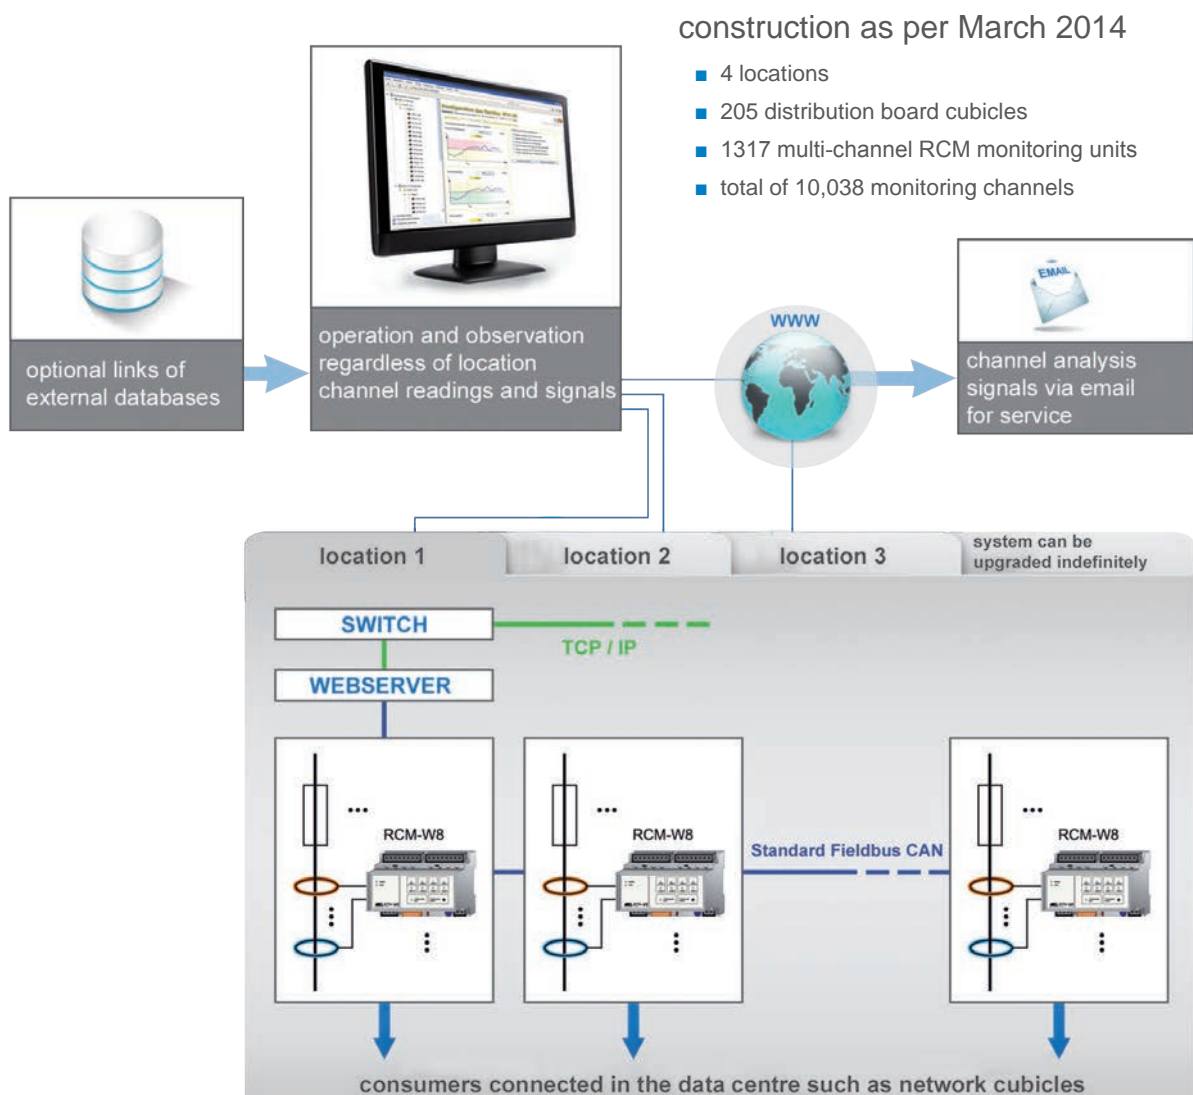 construction as per March 2014
4 locations
205 distribution board cubicles
1317 multi-channel RCM monitoring units
total of 10,038 monitoring channels
optional links of
external databases
operation and observation
regardless of location
channel readings and signals
WWW
EMAIL
channel analysis
signals via email
for service
location 1
location 2
location 3
system can be
upgraded indefinitely
SWITCH
TCP / IP
WEBSERVER
RCM-W8
RCM-W8
Standard Fieldbus CAN
RCM-W8
consumers connected in the data centre such as network cubicles